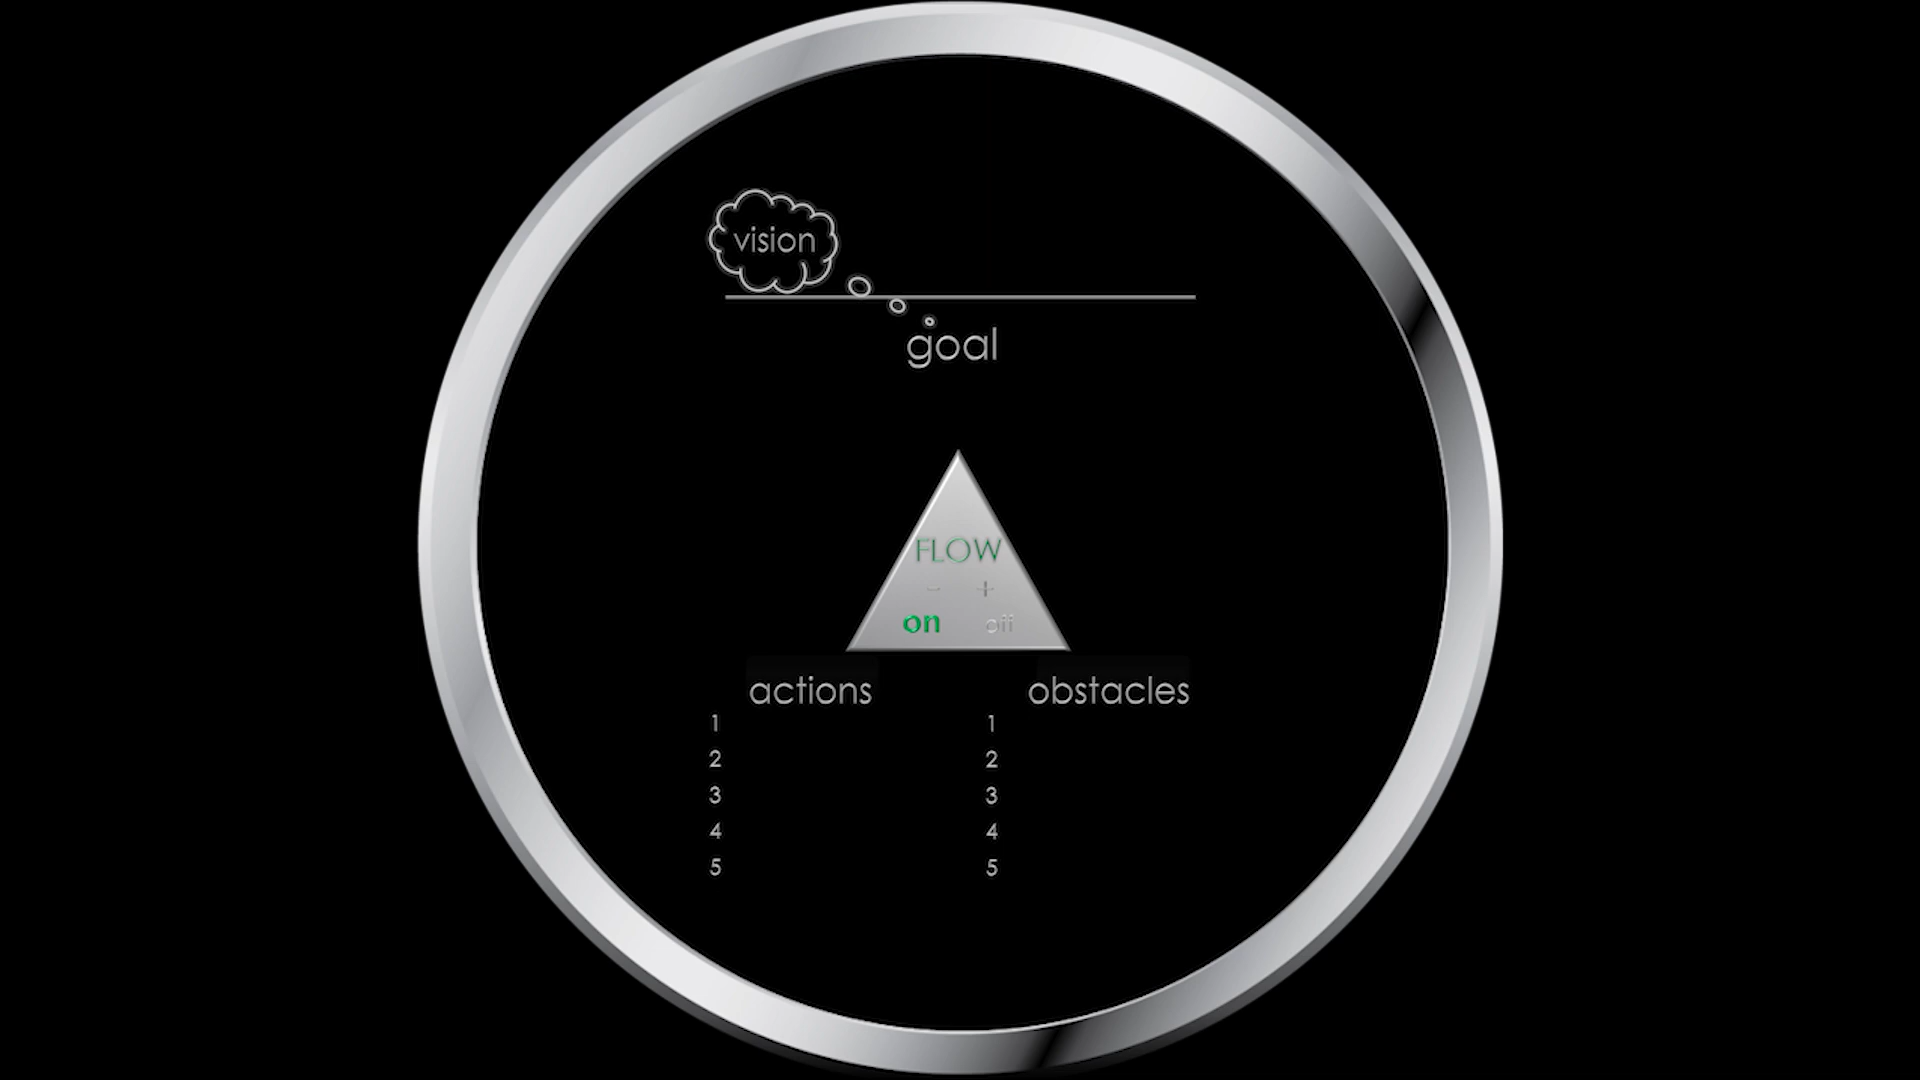 vision
goal
FLOW
- +
on off
actions obstacles
1 1
2 2
3 3
4 4
5 5